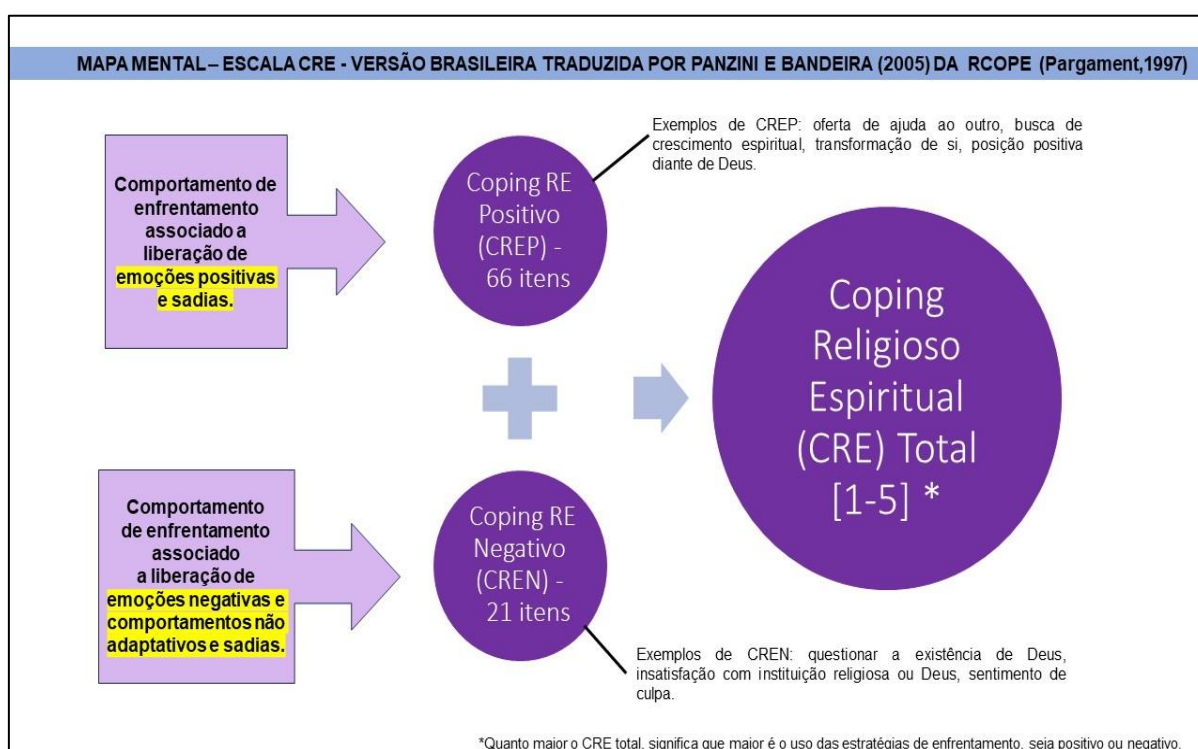 MAPA MENTAL– ESCALA CRE - VERSÃO BRASILEIRA TRADUZIDA POR PANZINI E BANDEIRA (2005) DA RCOPE (Pargament,1997)
Comportamento de
enfrentamento
associado a
liberação de
emoções positivas
e sadias.
Coping RE
Positivo
(CREP) -
66 itens
Exemplos de CREP: oferta de ajuda ao outro, busca de
crescimento espiritual, transformação de si, posição positiva
diante de Deus.
Comportamento
de enfrentamento
associado
a liberação de
emoções negativas e
comportamentos não
adaptativos e sadias.
Coping RE
Negativo
(CREN) -
21 itens
Exemplos de CREN: questionar a existência de Deus,
insatisfação com instituição religiosa ou Deus, sentimento de
culpa.
Coping
Religioso
Espiritual
(CRE) Total
[1-5] *
*Quanto maior o CRE total, significa que maior é o uso das estratégias de enfrentamento, seja positivo ou negativo.